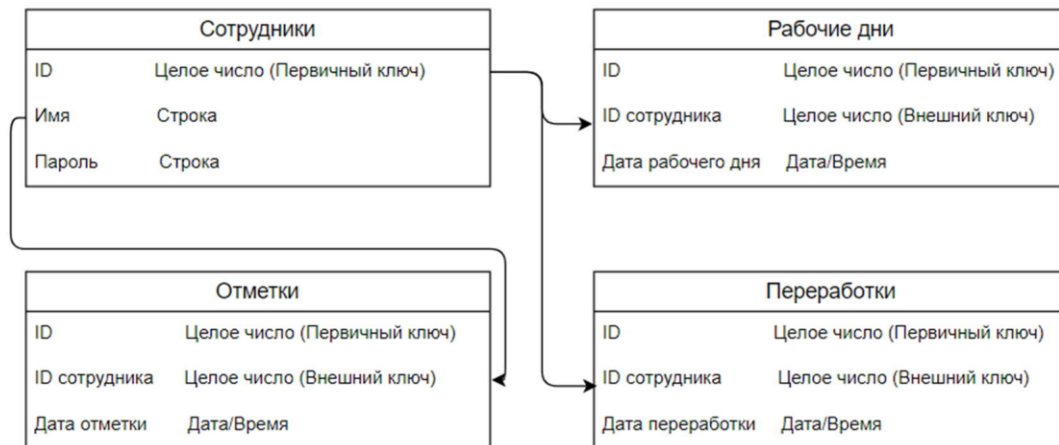 Сотрудники
ID Целое число (Первичный ключ)
Имя Строка
Пароль Строка
Рабочие дни
ID Целое число (Первичный ключ)
ID сотрудника Целое число (Внешний ключ)
Дата рабочего дня Дата/Время
Отметки
ID Целое число (Первичный ключ)
ID сотрудника Целое число (Внешний ключ)
Дата отметки Дата/Время
Переработки
ID Целое число (Первичный ключ)
ID сотрудника Целое число (Внешний ключ)
Дата переработки Дата/Время